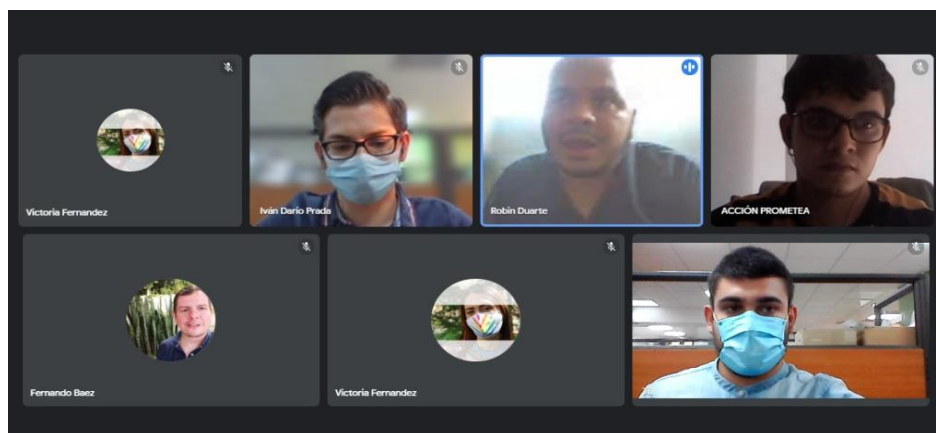 Victoria Fernandez
Iván Darío Prada
Robin Duarte
ACCIÓN PROMETEA
Fernando Baez
Victoria Fernandez